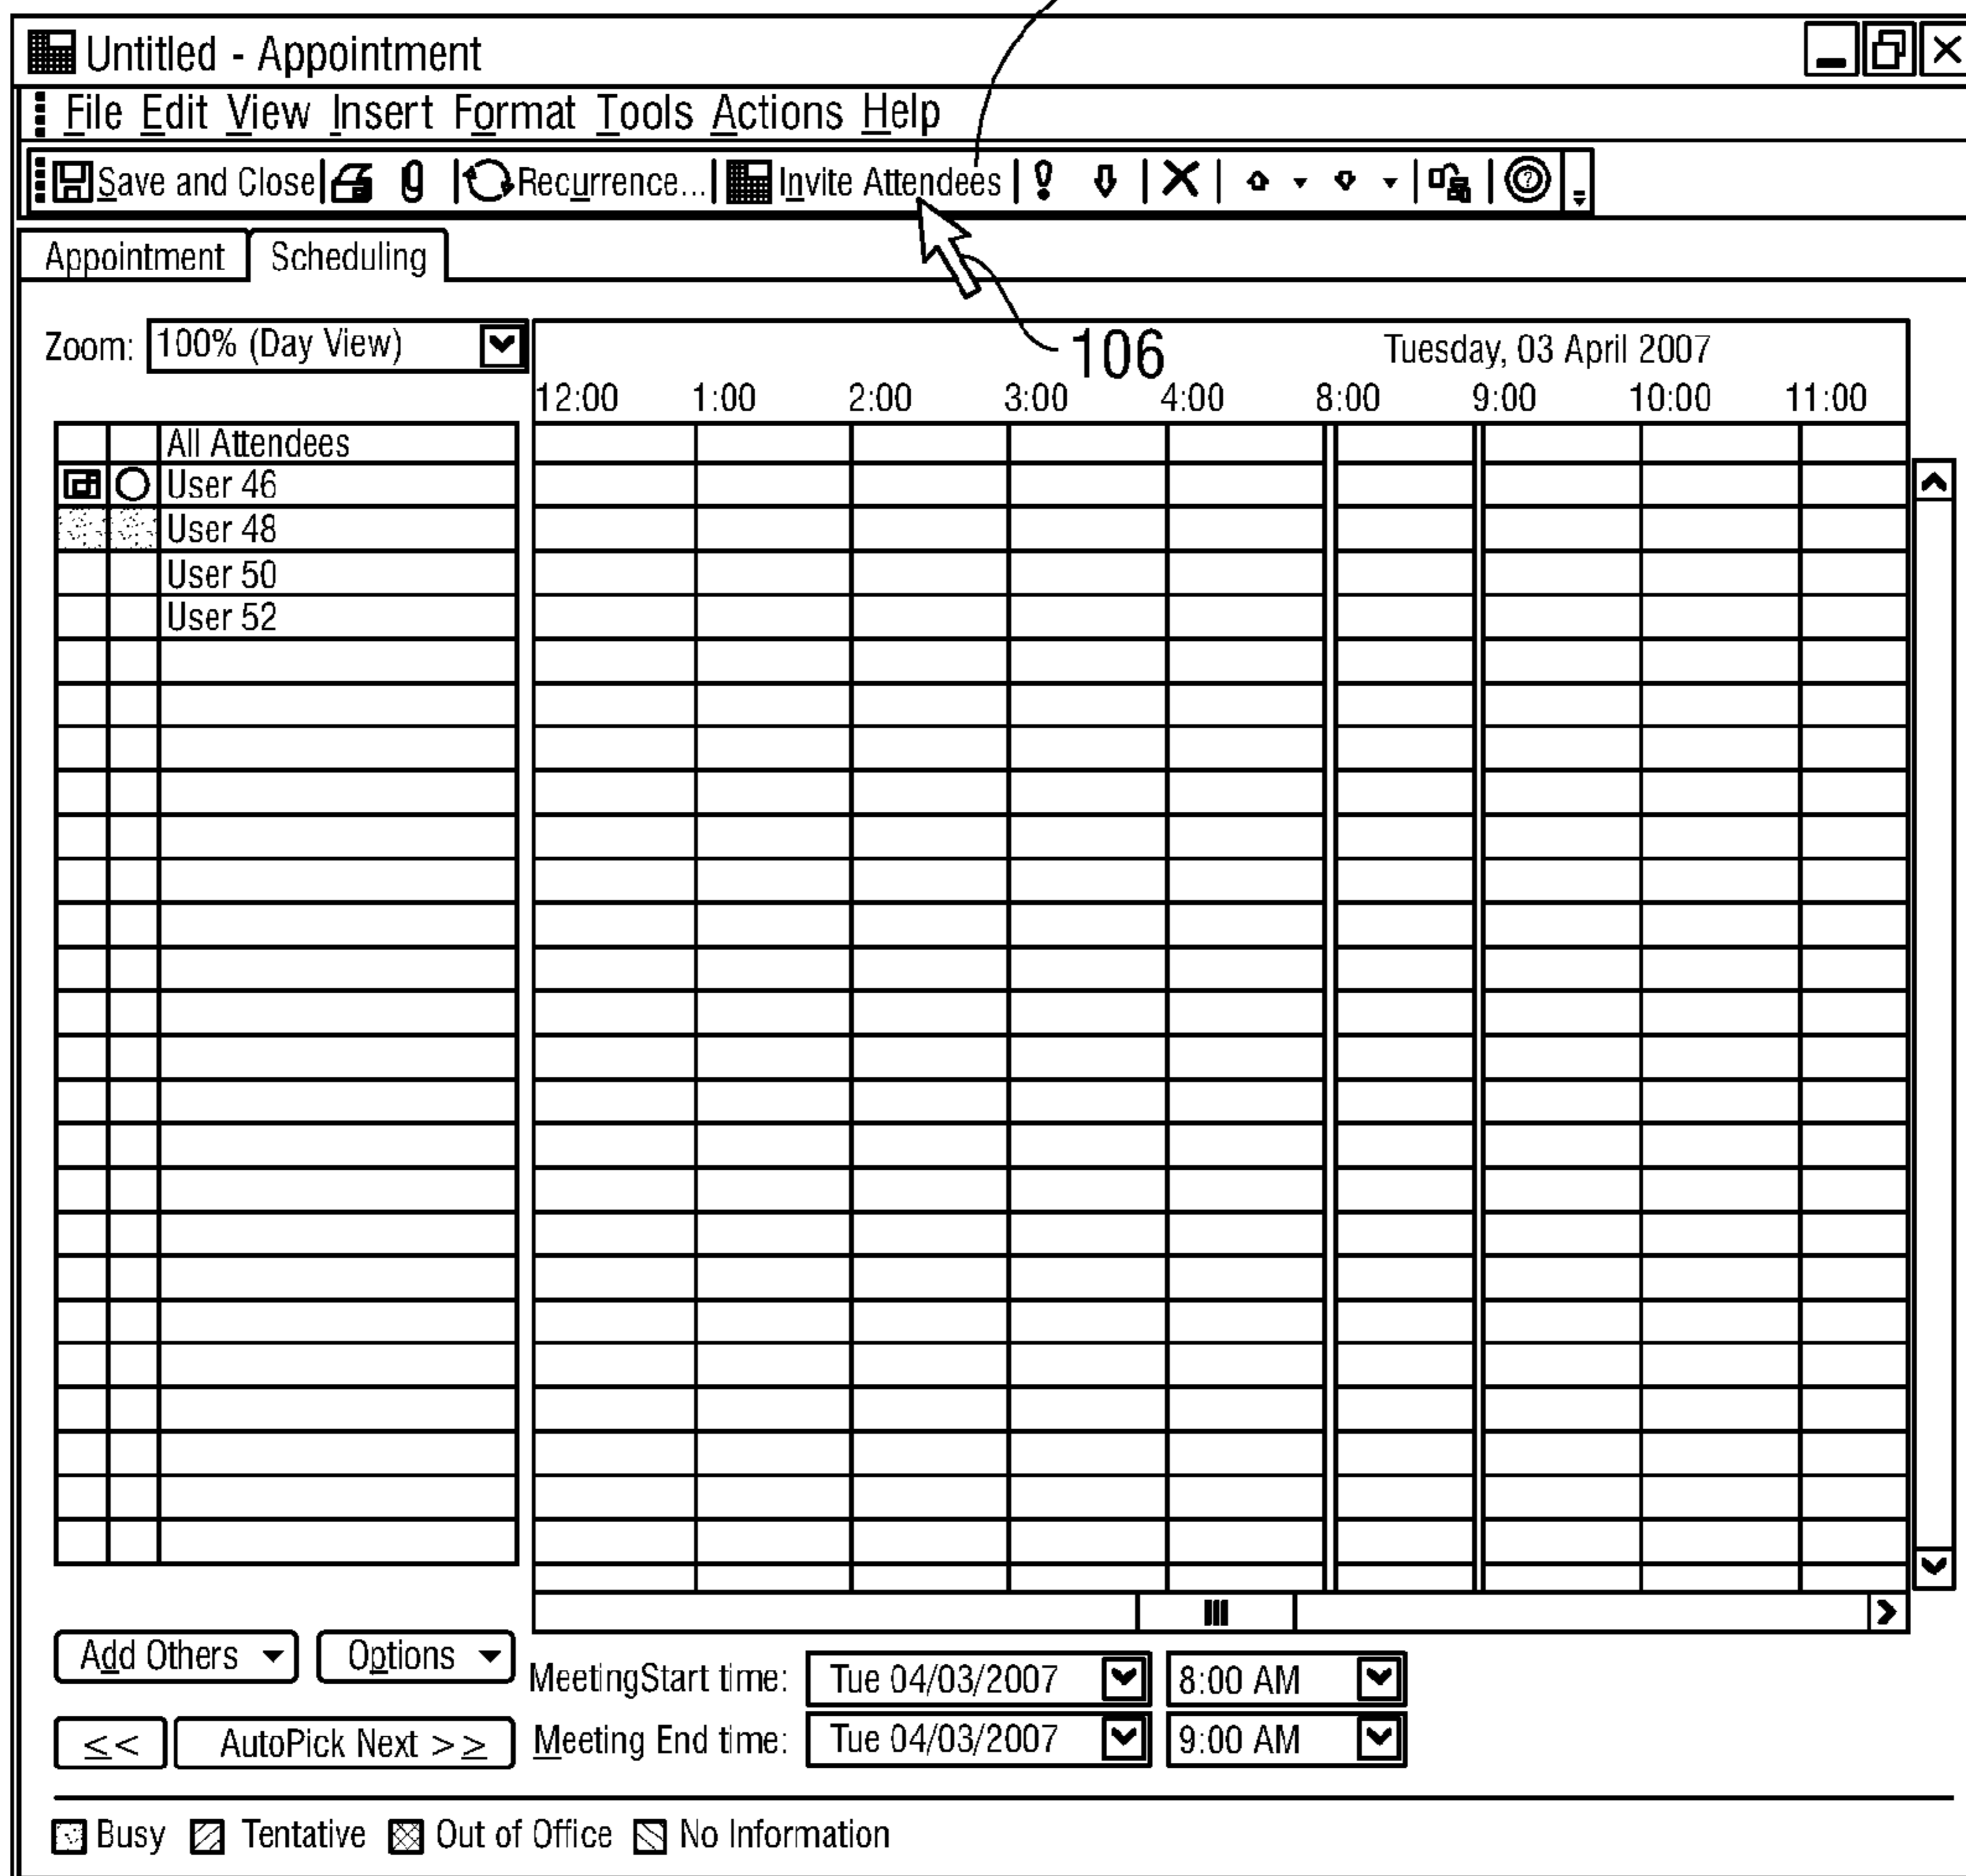 Untitled - Appointment
File Edit View Insert Format Tools Actions Help
Save and Close Recurrence... Invite Attendees
Appointment Scheduling
Zoom: 100% (Day View)
106
Tuesday, 03 April 2007
12:00 1:00 2:00 3:00 4:00 8:00 9:00 10:00 11:00
All Attendees
User 46
User 48
User 50
User 52
Add Others Options
MeetingStart time: Tue 04/03/2007 8:00 AM
<< AutoPick Next >> Meeting End time: Tue 04/03/2007 9:00 AM
Busy Tentative Out of Office No Information